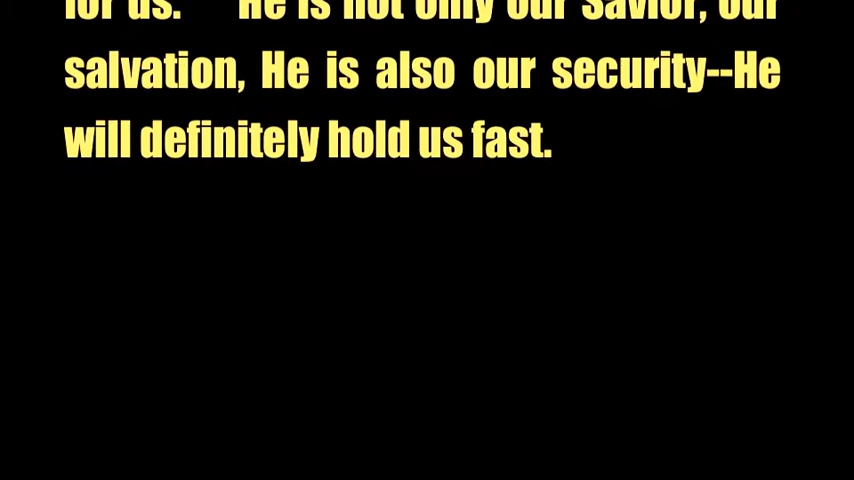 for us. He is not only our Savior, our
salvation, He is also our security--He
will definitely hold us fast.